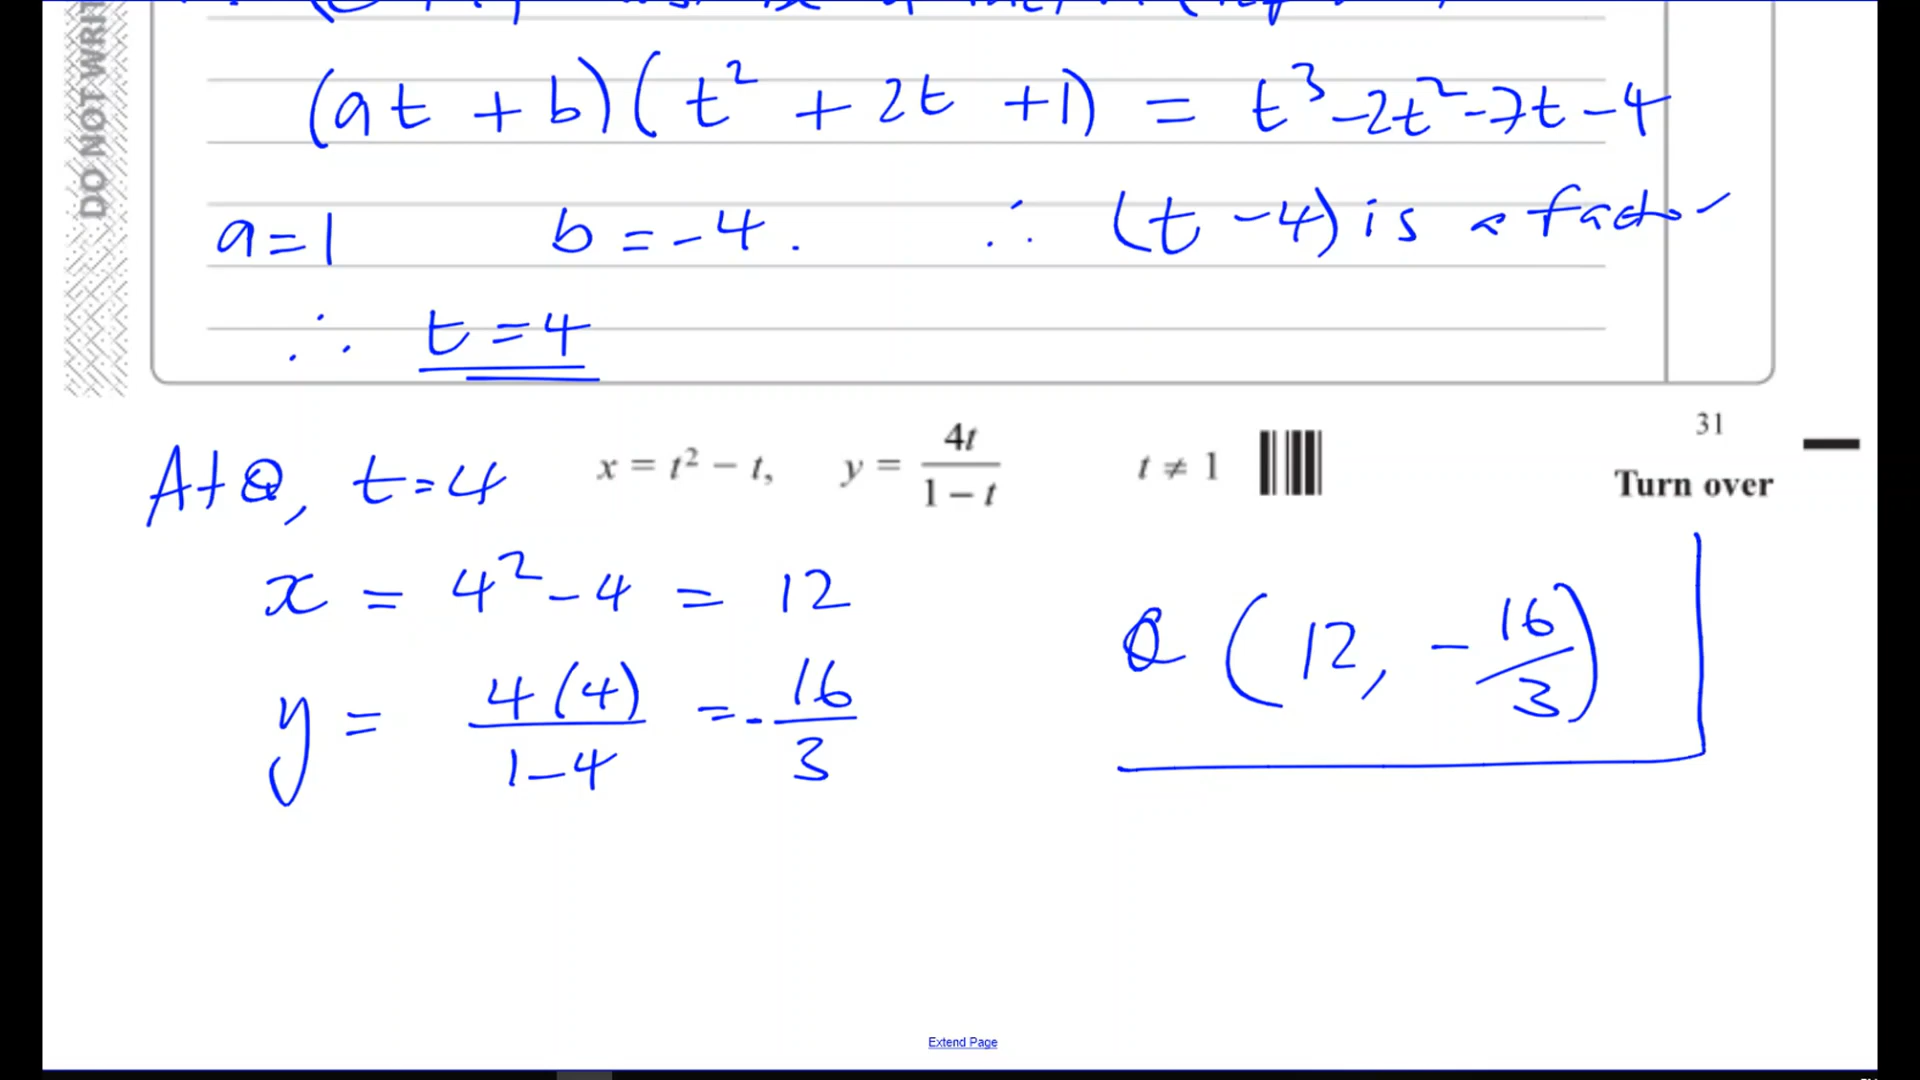 DO NOT WRIT
(at + b)(t² + 2t + 1) = t³ - 2t² - 7t - 4
a = 1 b = -4. ∴ (t - 4) is a factor
∴ t = 4
31
At Q, t = 4 x = t² − t, y = 4t/(1 − t) t ≠ 1
Turn over
x = 4² - 4 = 12
y = 4(4)/(1-4) = -16/3
Q (12, -16/3)
Extend Page